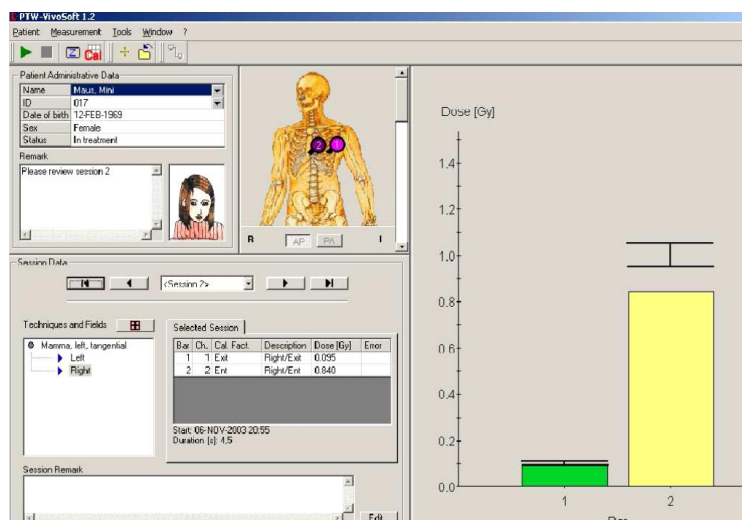 PTW-VivoSoft 1.2
Patient Measurement Tools Window ?
Cal
Patient Administrative Data
Name Maus, Mini
ID 017
Date of birth 12-FEB-1969
Sex Female
Status In treatment
Remark
Please review session 2
2 1
R AP PA L
Session Data
<Session 2>
Techniques and Fields
Mamma, left, tangential
Left
Right
Selected Session
Bar Ch. Cal. Fact. Description Dose [Gy] Error
1 1 Exit Right/Exit 0.095
2 2 Ent Right/Ent 0.840
Start: 06-NOV-2003 20:55
Duration [s]: 4,5
Session Remark
Edit
Dose [Gy]
1.4
1.2
1.0
0.8
0.6
0.4
0.2
0.0
1 2